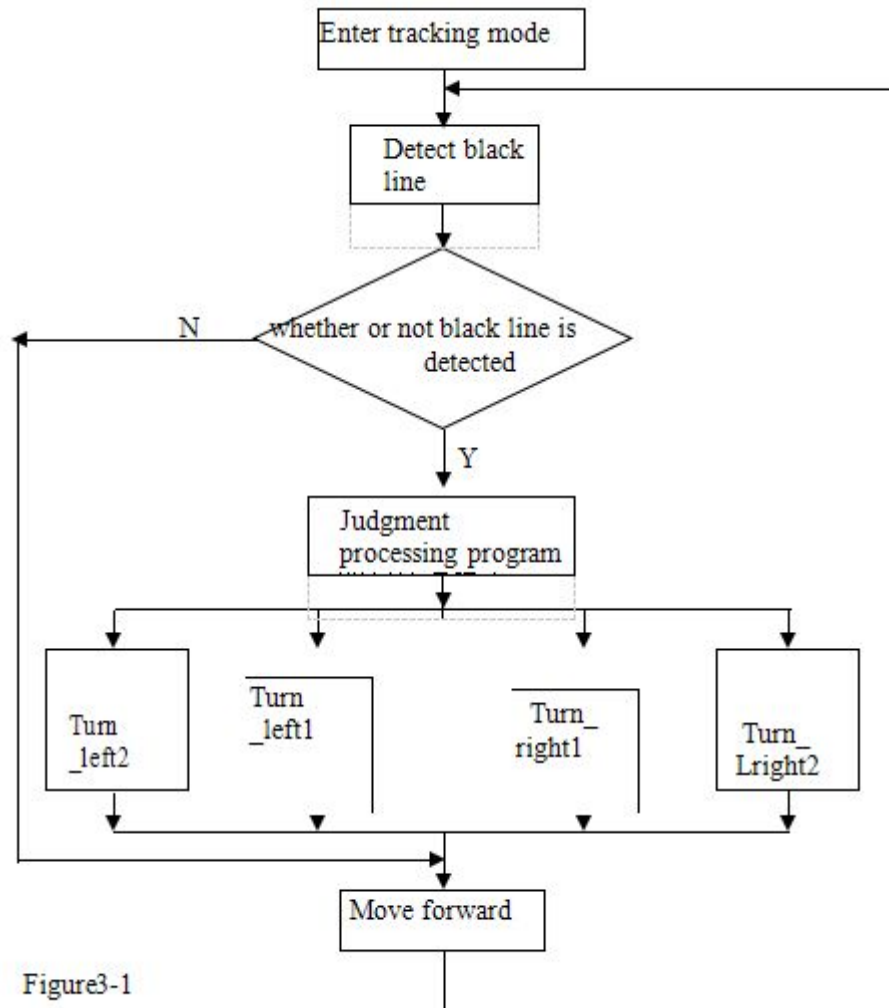 Enter tracking mode
Detect black
line
N
whether or not black line is
detected
Y
Judgment
processing program
Turn
_left2
Turn
_left1
Turn_
right1
Turn_
Lright2
Move forward
Figure3-1